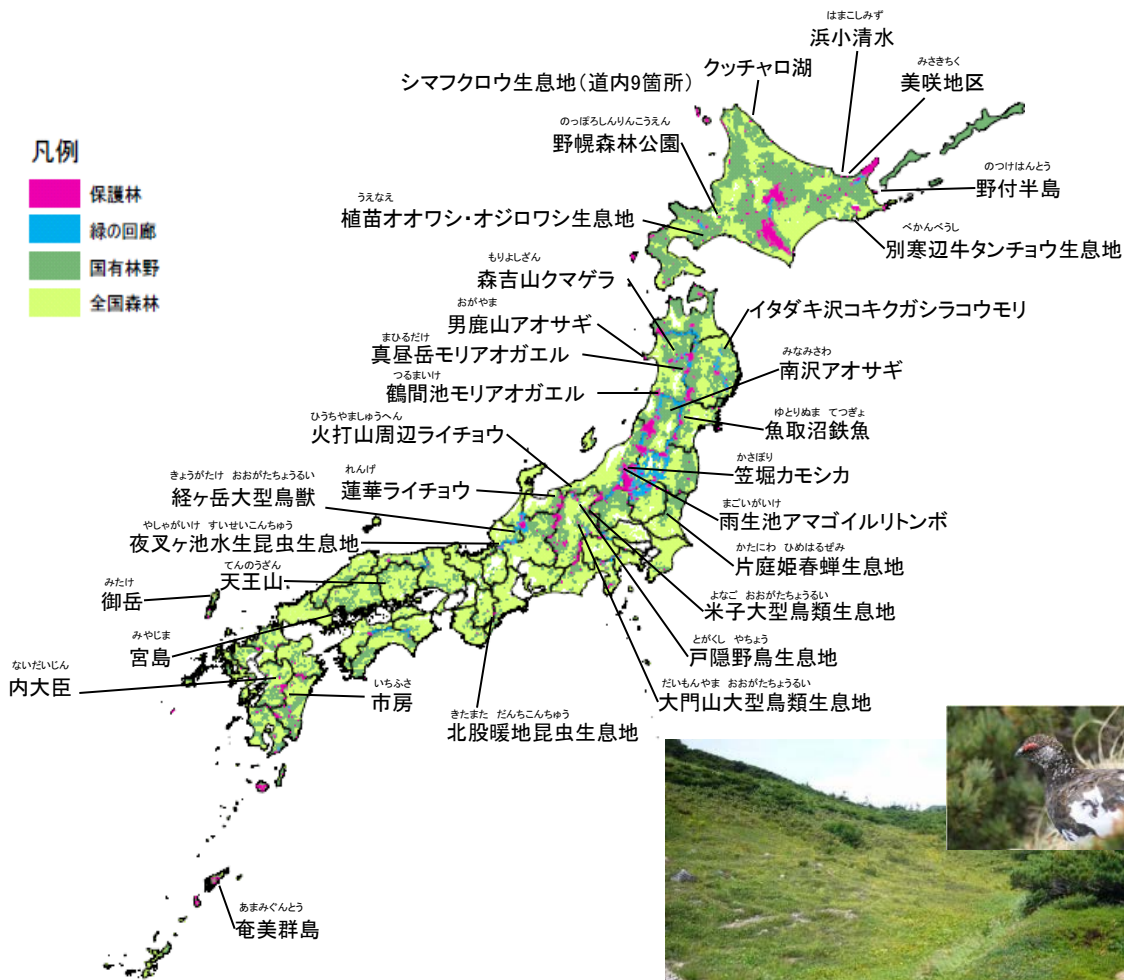 はまこしみず
浜小清水
クッチャロ湖
みさきちく
美咲地区
シマフクロウ生息地（道内9箇所）
のっぽろしんりんこうえん
野幌森林公園
のつけはんとう
野付半島
うえなえ
植苗オオワシ・オジロワシ生息地
べかんべうし
別寒辺牛タンチョウ生息地
凡例
保護林
緑の回廊
国有林野
全国森林
もりよしざん
森吉山クマゲラ
イタダキ沢コキクガシラコウモリ
おがやま
男鹿山アオサギ
まひるだけ
真昼岳モリアオガエル
みなみさわ
南沢アオサギ
つるまいけ
鶴間池モリアオガエル
ゆとりぬま てつぎょ
魚取沼鉄魚
ひうちやましゅうへん
火打山周辺ライチョウ
かさぼり
笠堀カモシカ
れんげ
蓮華ライチョウ
きょうがたけ おおがたちょうるい
経ヶ岳大型鳥獣
まごいがいけ
雨生池アマゴイルリトンボ
やしゃがいけ すいせいこんちゅう
夜叉ヶ池水生昆虫生息地
かたにわ ひめはるぜみ
片庭姫春蝉生息地
てんのうざん
天王山
みたけ
御岳
よなご おおがたちょうるい
米子大型鳥類生息地
みやじま
宮島
とがくし やちょう
戸隠野鳥生息地
ないだいじん
内大臣
いちふさ
市房
だいもんやま おおがたちょうるい
大門山大型鳥類生息地
きたまた だんちこんちゅう
北股暖地昆虫生息地
あまみぐんとう
奄美群島